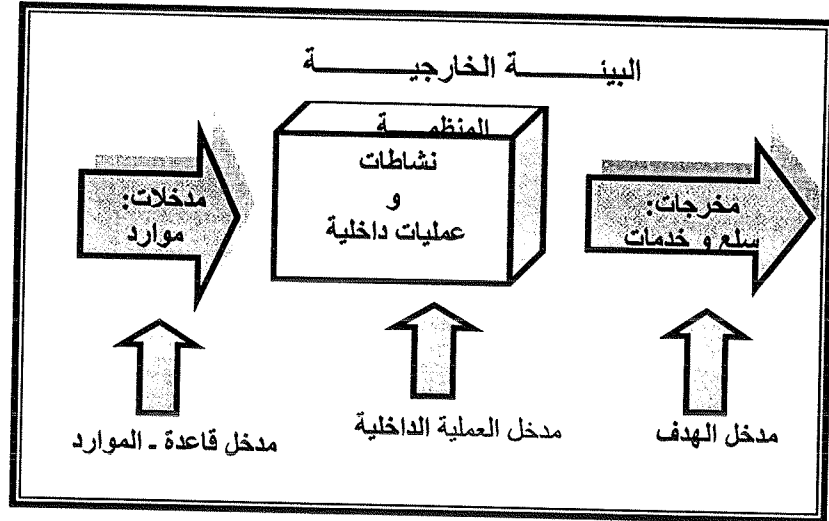 البيئة الخارجية
المنظمة
نشاطات
و
عمليات داخلية
مدخلات:
موارد
مخرجات:
سلع و خدمات
مدخل قاعدة - الموارد
مدخل العملية الداخلية
مدخل الهدف